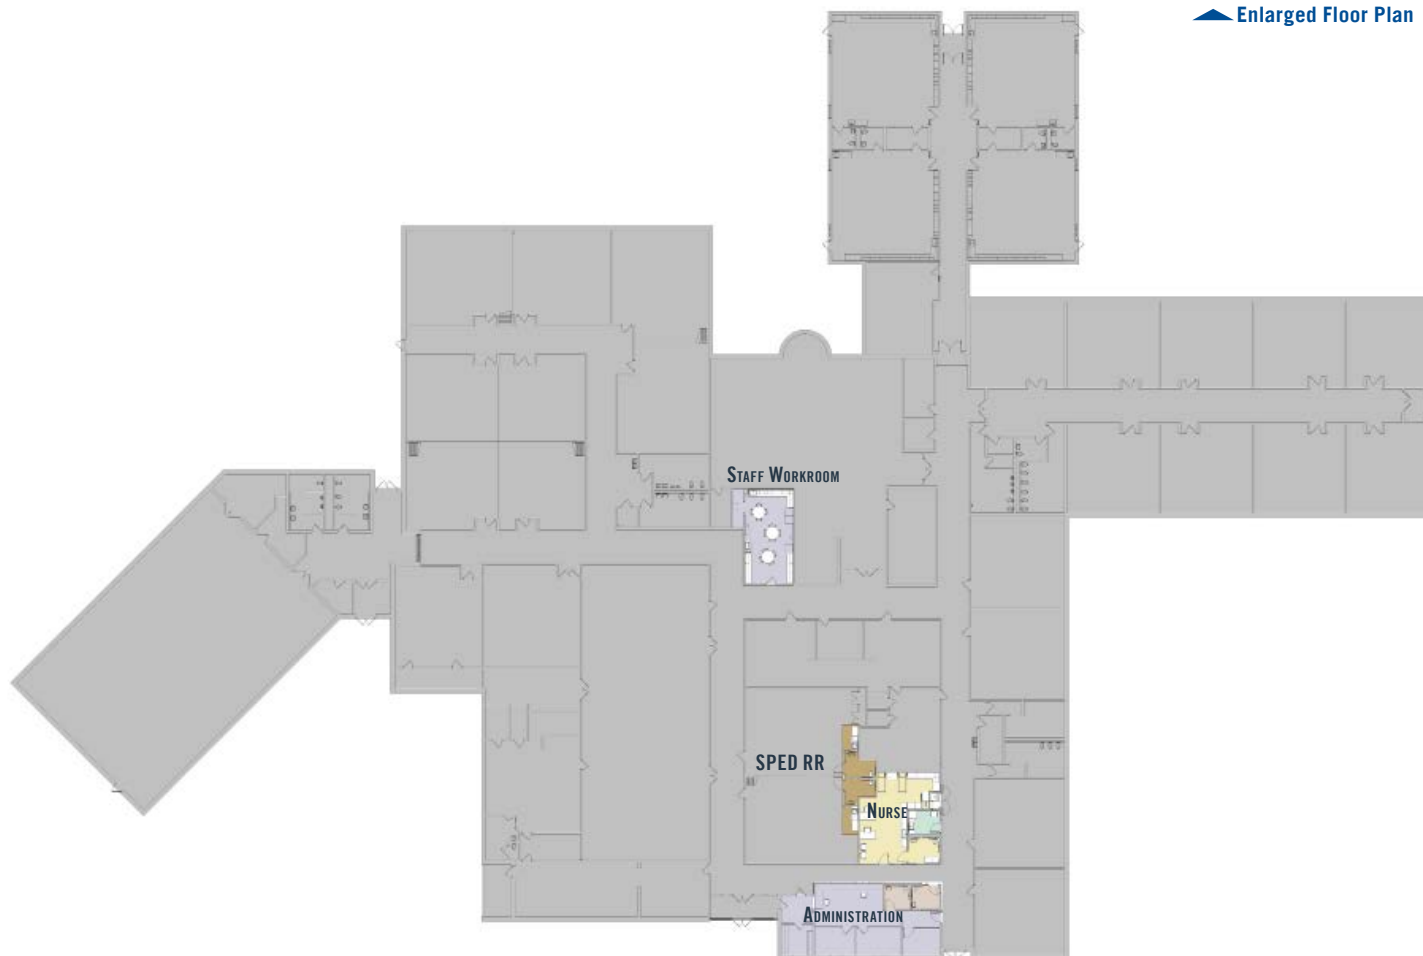 Enlarged Floor Plan
Staff Workroom
SPED RR
Nurse
Administration